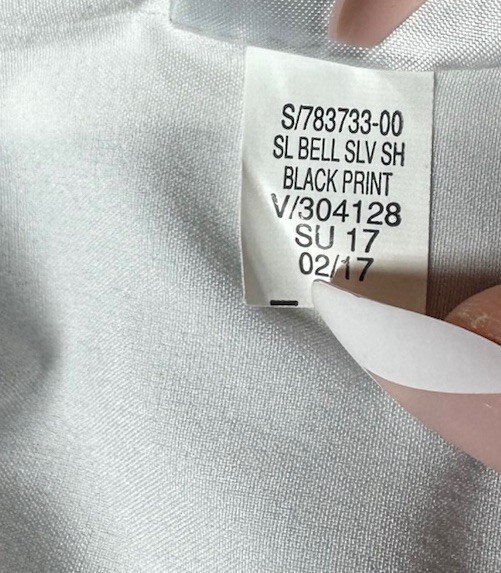 S/783733-00
SL BELL SLV SH
BLACK PRINT
V/304128
SU 17
02/17